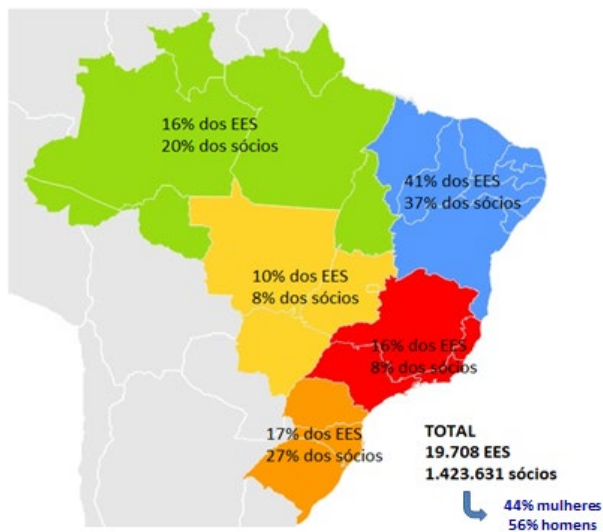 16% dos EES
20% dos sócios
41% dos EES
37% dos sócios
10% dos EES
8% dos sócios
16% dos EES
8% dos sócios
17% dos EES
27% dos sócios
TOTAL
19.708 EES
1.423.631 sócios
44% mulheres
56% homens